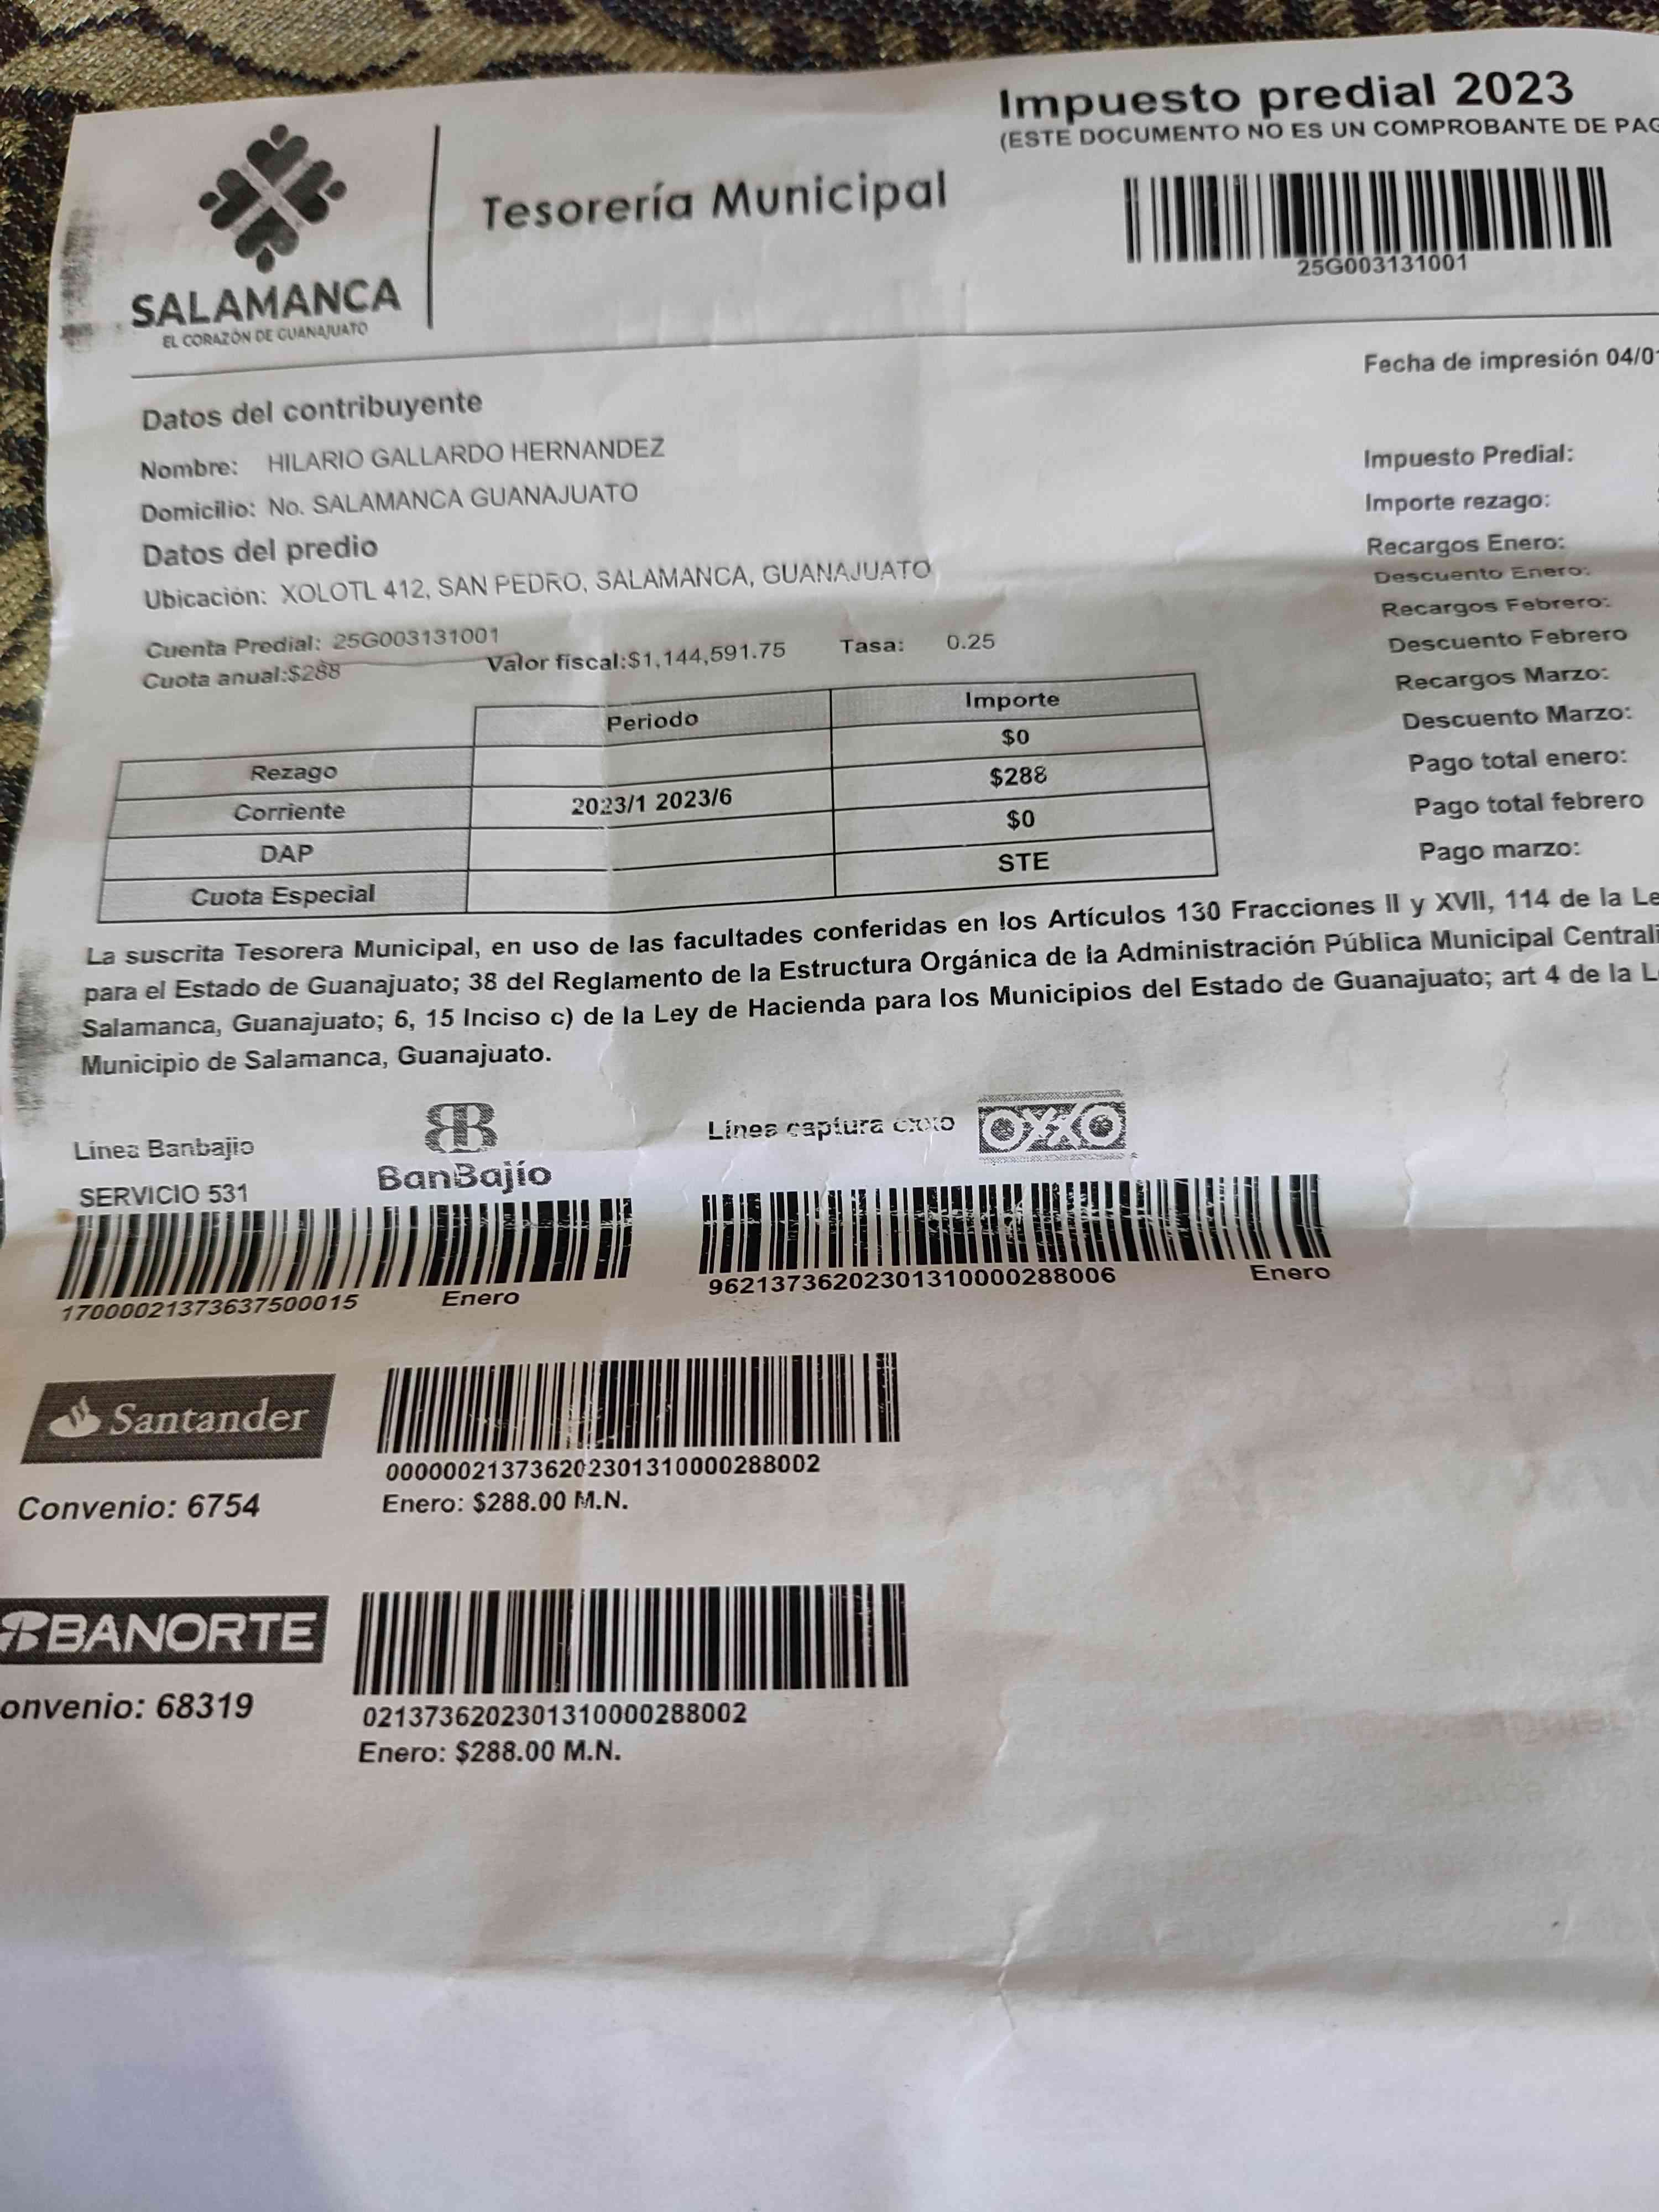 Impuesto predial 2023
(ESTE DOCUMENTO NO ES UN COMPROBANTE DE PAG
Tesorería Municipal
25G003131001
SALAMANCA
EL CORAZÓN DE GUANAJUATO
Fecha de impresión 04/0
Datos del contribuyente
Nombre: HILARIO GALLARDO HERNANDEZ
Domicilio: No. SALAMANCA GUANAJUATO
Datos del predio
Ubicación: XOLOTL 412, SAN PEDRO, SALAMANCA, GUANAJUATO
Cuenta Predial: 25G003131001
Cuota anual:$288 Valor fiscal:$1,144,591.75 Tasa: 0.25
Impuesto Predial:
Importe rezago:
Recargos Enero:
Descuento Enero:
Recargos Febrero:
Descuento Febrero
Recargos Marzo:
Descuento Marzo:
Pago total enero:
Pago total febrero
Pago marzo:
Periodo Importe
Rezago $0
Corriente 2023/1 2023/6 $288
DAP $0
Cuota Especial STE
La suscrita Tesorera Municipal, en uso de las facultades conferidas en los Artículos 130 Fracciones II y XVII, 114 de la Le
para el Estado de Guanajuato; 38 del Reglamento de la Estructura Orgánica de la Administración Pública Municipal Centrali
Salamanca, Guanajuato; 6, 15 Inciso c) de la Ley de Hacienda para los Municipios del Estado de Guanajuato; art 4 de la L
Municipio de Salamanca, Guanajuato.
Línea Banbajio
BanBajío
SERVICIO 531
17000021373637500015 Enero
Línea captura oxxo OXXO
962137362023013100002880​06 Enero
Santander
Convenio: 6754
000000213736202301310000288002
Enero: $288.00 M.N.
BANORTE
onvenio: 68319
0213736202301310000288002
Enero: $288.00 M.N.